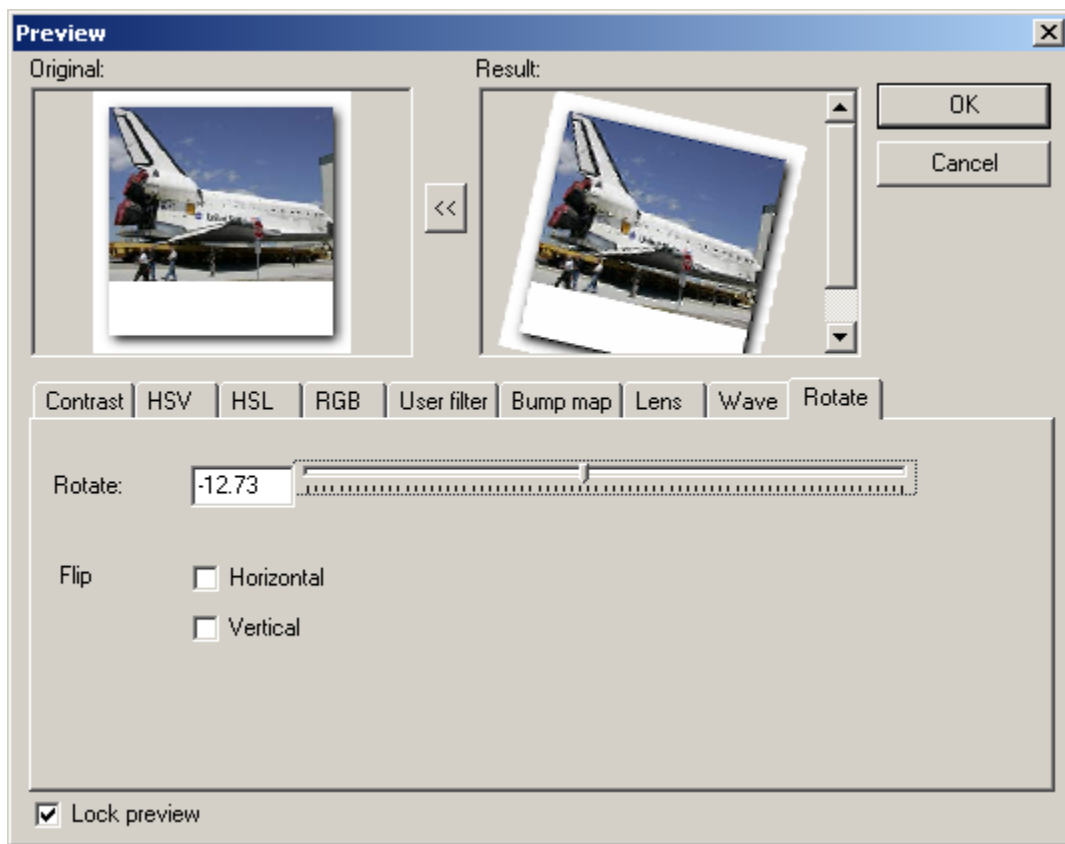 Preview
Original:
Result:
OK
Cancel
<<
Contrast HSV HSL RGB User filter Bump map Lens Wave Rotate
Rotate: -12.73
Flip
Horizontal
Vertical
Lock preview